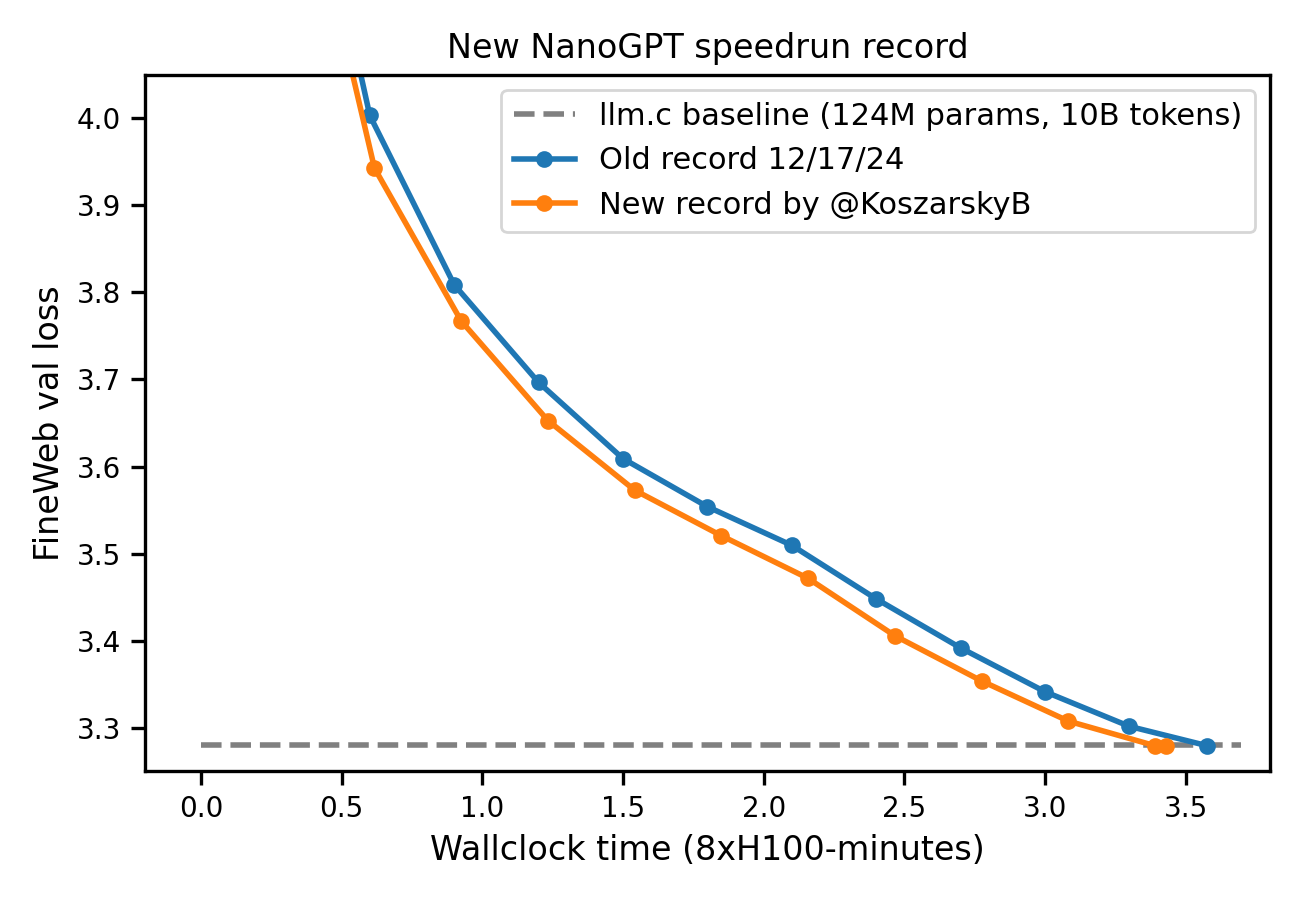 New NanoGPT speedrun record
llm.c baseline (124M params, 10B tokens)
Old record 12/17/24
New record by @KoszarskyB
FineWeb val loss
4.0
3.9
3.8
3.7
3.6
3.5
3.4
3.3
0.0 0.5 1.0 1.5 2.0 2.5 3.0 3.5
Wallclock time (8xH100-minutes)